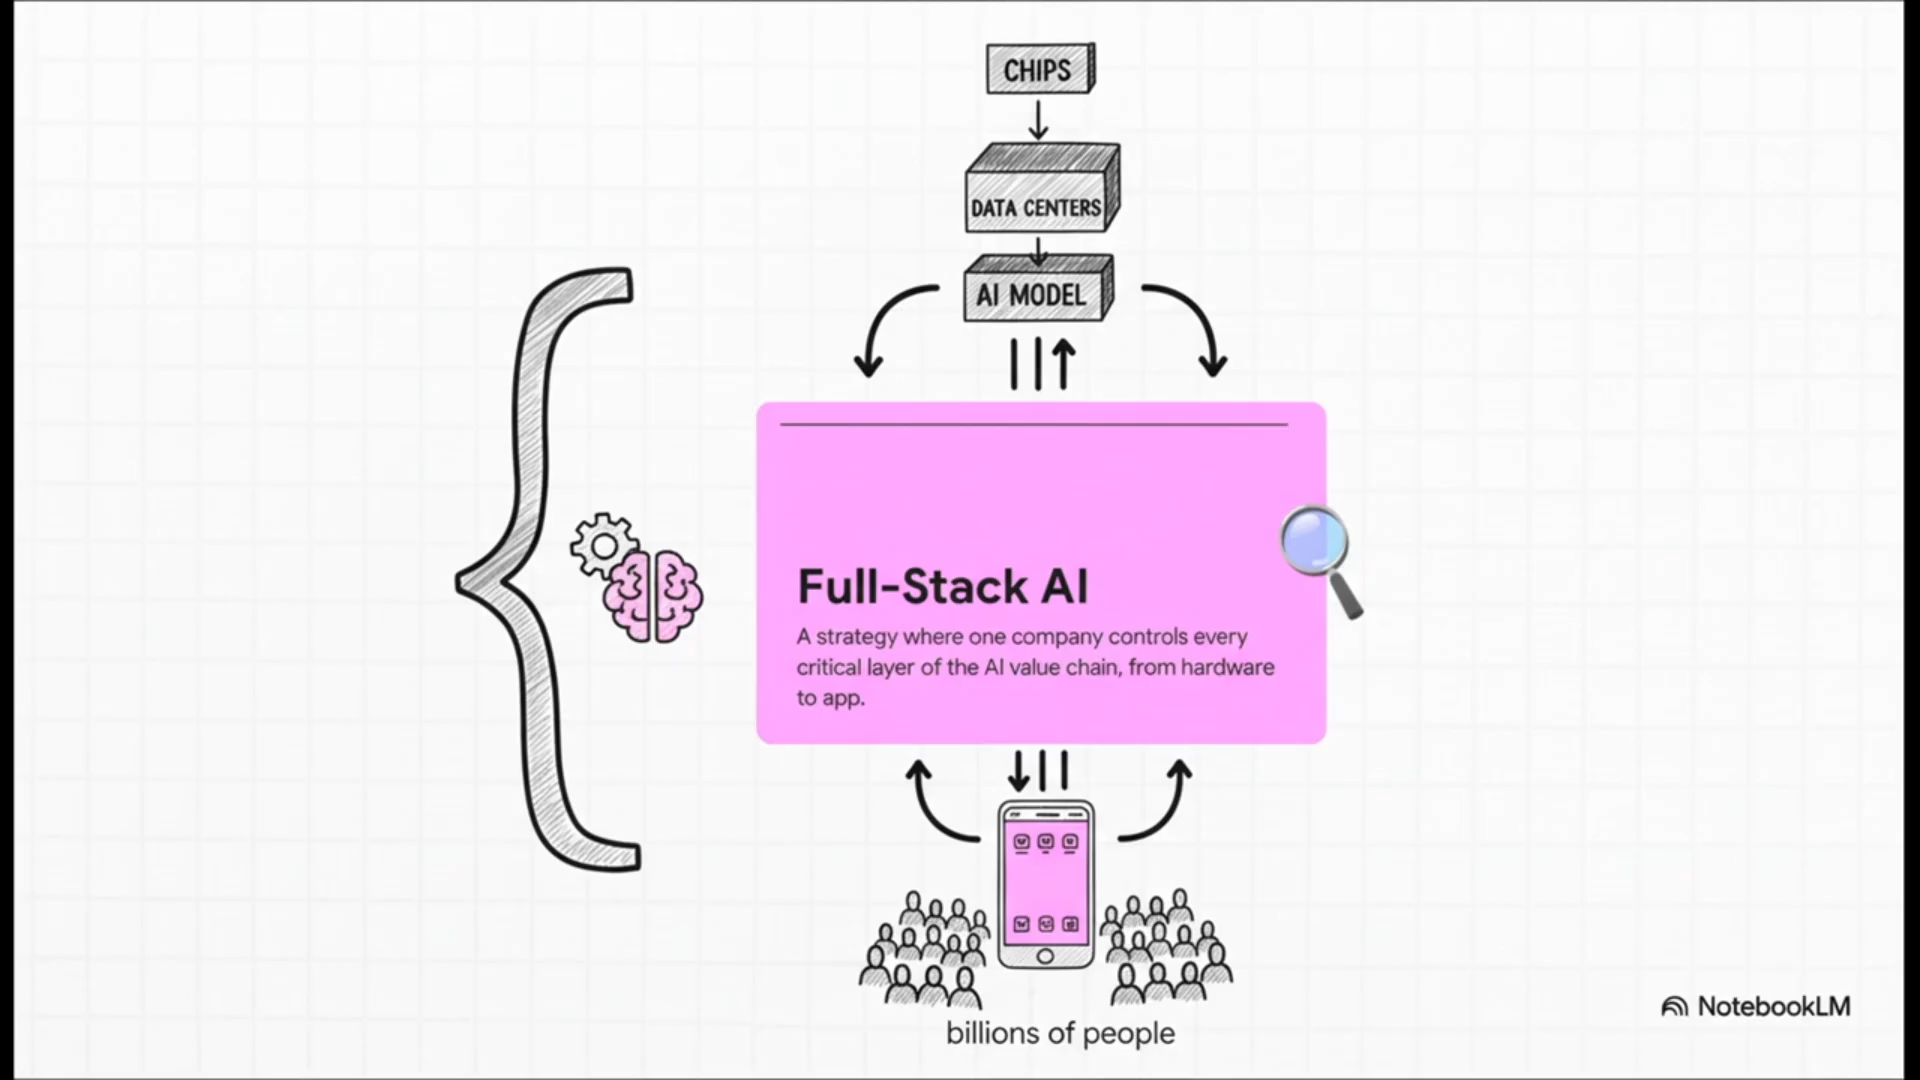 CHIPS
DATA CENTERS
AI MODEL
Full-Stack AI
A strategy where one company controls every
critical layer of the AI value chain, from hardware
to app.
billions of people
NotebookLM